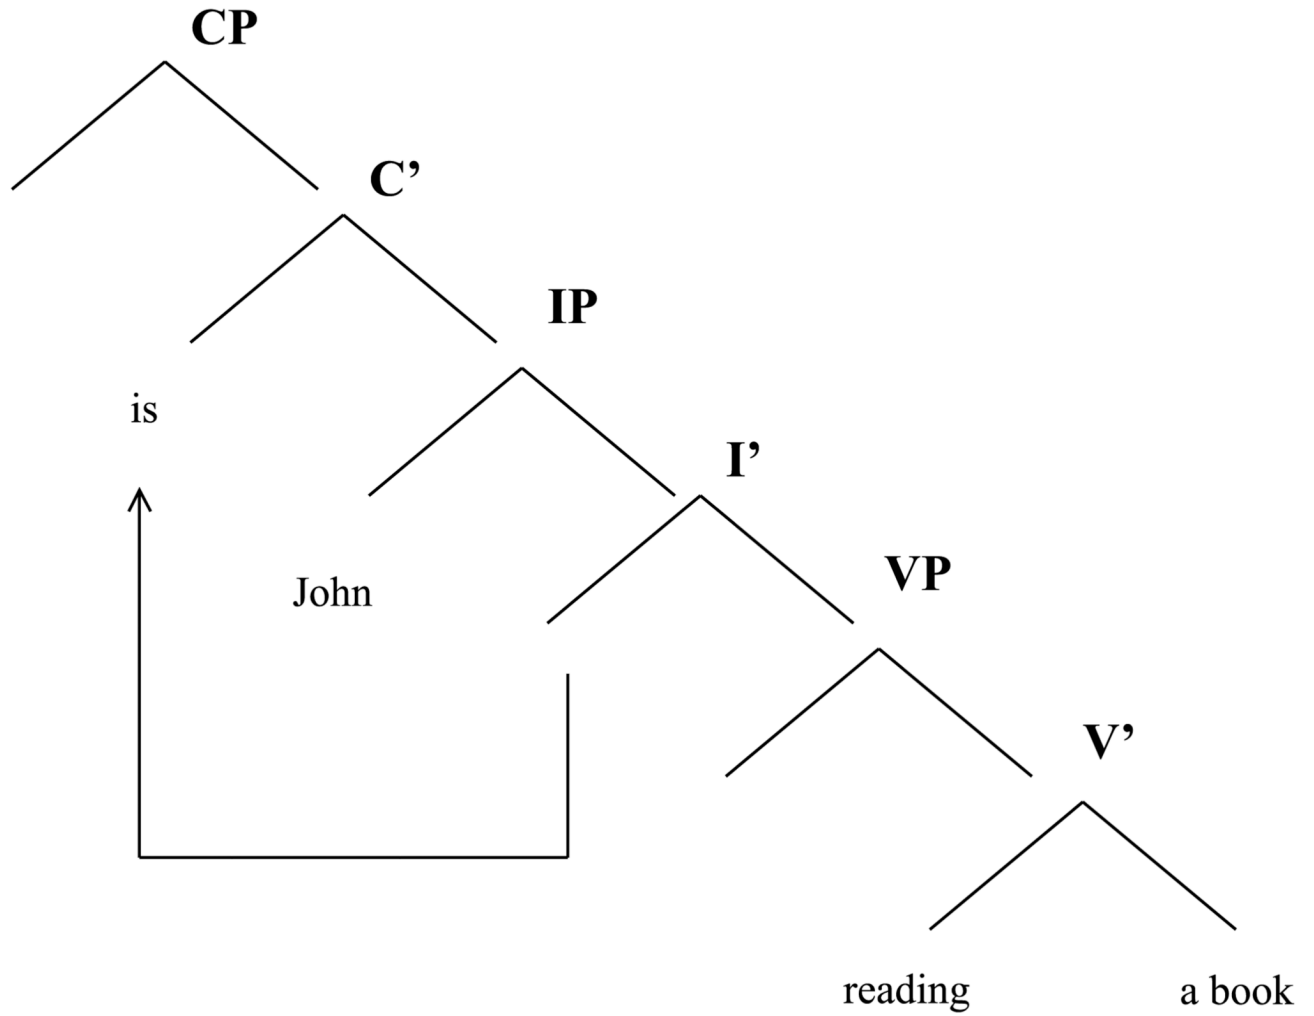 CP
C’
IP
is
I’
VP
John
V’
reading a book